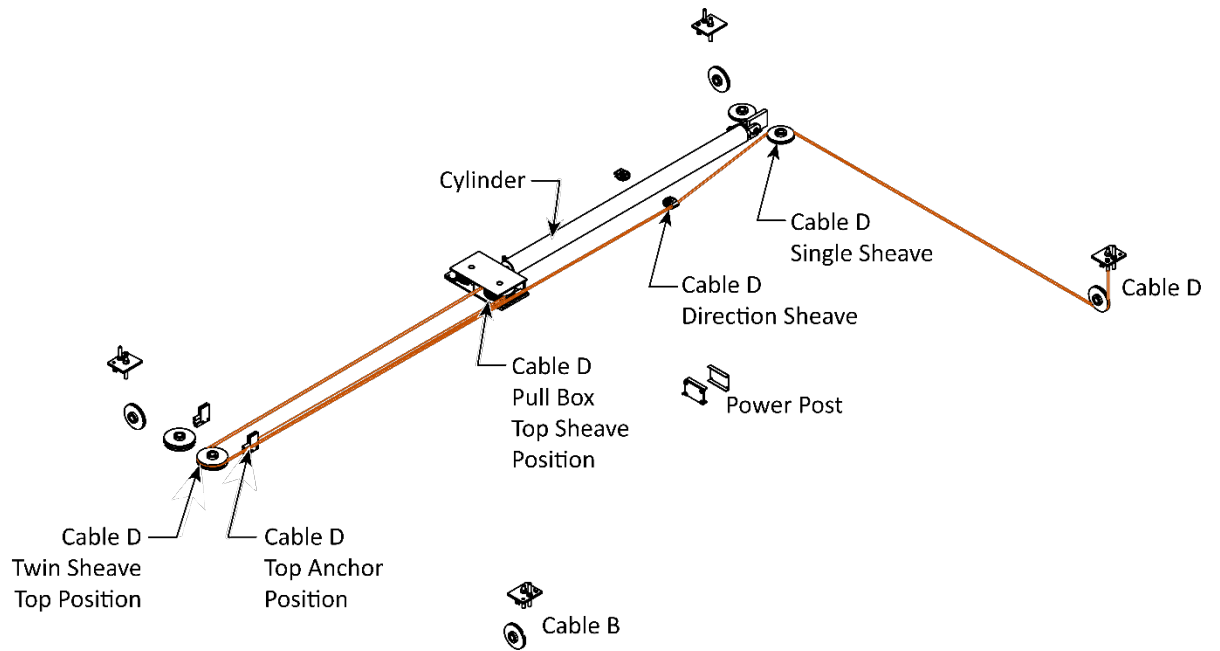 Cylinder
Cable D
Single Sheave
Cable D
Direction Sheave
Cable D
Cable D
Pull Box
Top Sheave
Position
Power Post
Cable D
Twin Sheave
Top Position
Cable D
Top Anchor
Position
Cable B